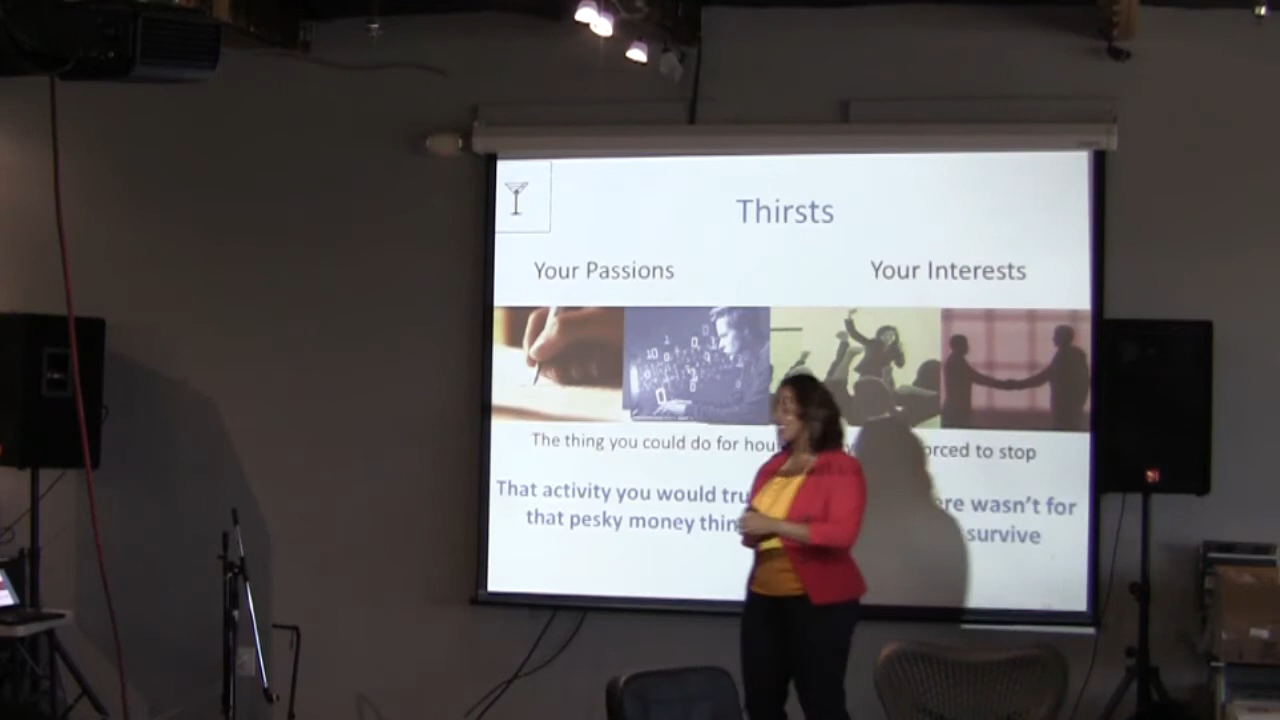 Thirsts
Your Passions
Your Interests
The thing you could do for hou orced to stop
That activity you would tru ere wasn't for
that pesky money thin survive